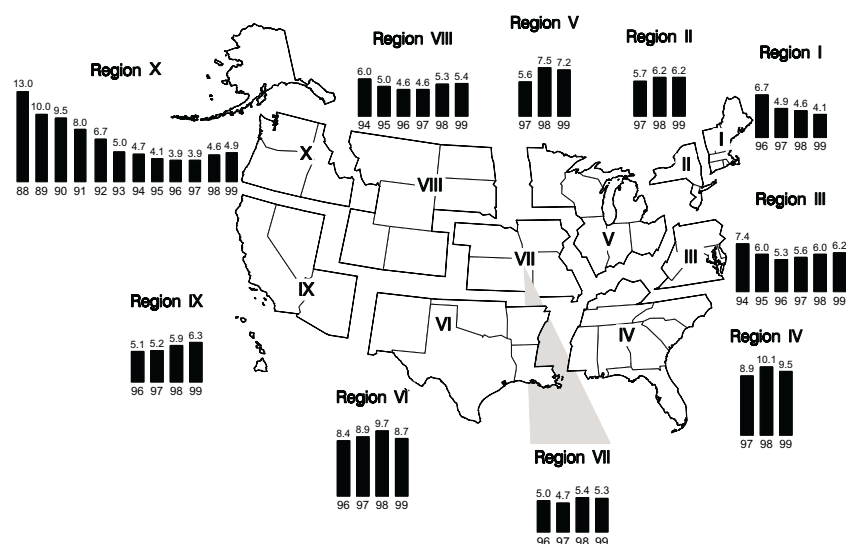 Region X
13.0 10.0 9.5 8.0 6.7 5.0 4.7 4.1 3.9 3.9 4.6 4.9
88 89 90 91 92 93 94 95 96 97 98 99
Region VIII
6.0 5.0 4.6 4.6 5.3 5.4
94 95 96 97 98 99
Region V
5.6 7.5 7.2
97 98 99
Region II
5.7 6.2 6.2
97 98 99
Region I
6.7 4.9 4.6 4.1
96 97 98 99
X
VIII
VII
V
II
I
III
IX
VI
IV
Region III
7.4 6.0 5.3 5.6 6.0 6.2
94 95 96 97 98 99
Region IX
5.1 5.2 5.9 6.3
96 97 98 99
Region IV
8.9 10.1 9.5
97 98 99
Region VI
8.4 8.9 9.7 8.7
96 97 98 99
Region VII
5.0 4.7 5.4 5.3
96 97 98 99